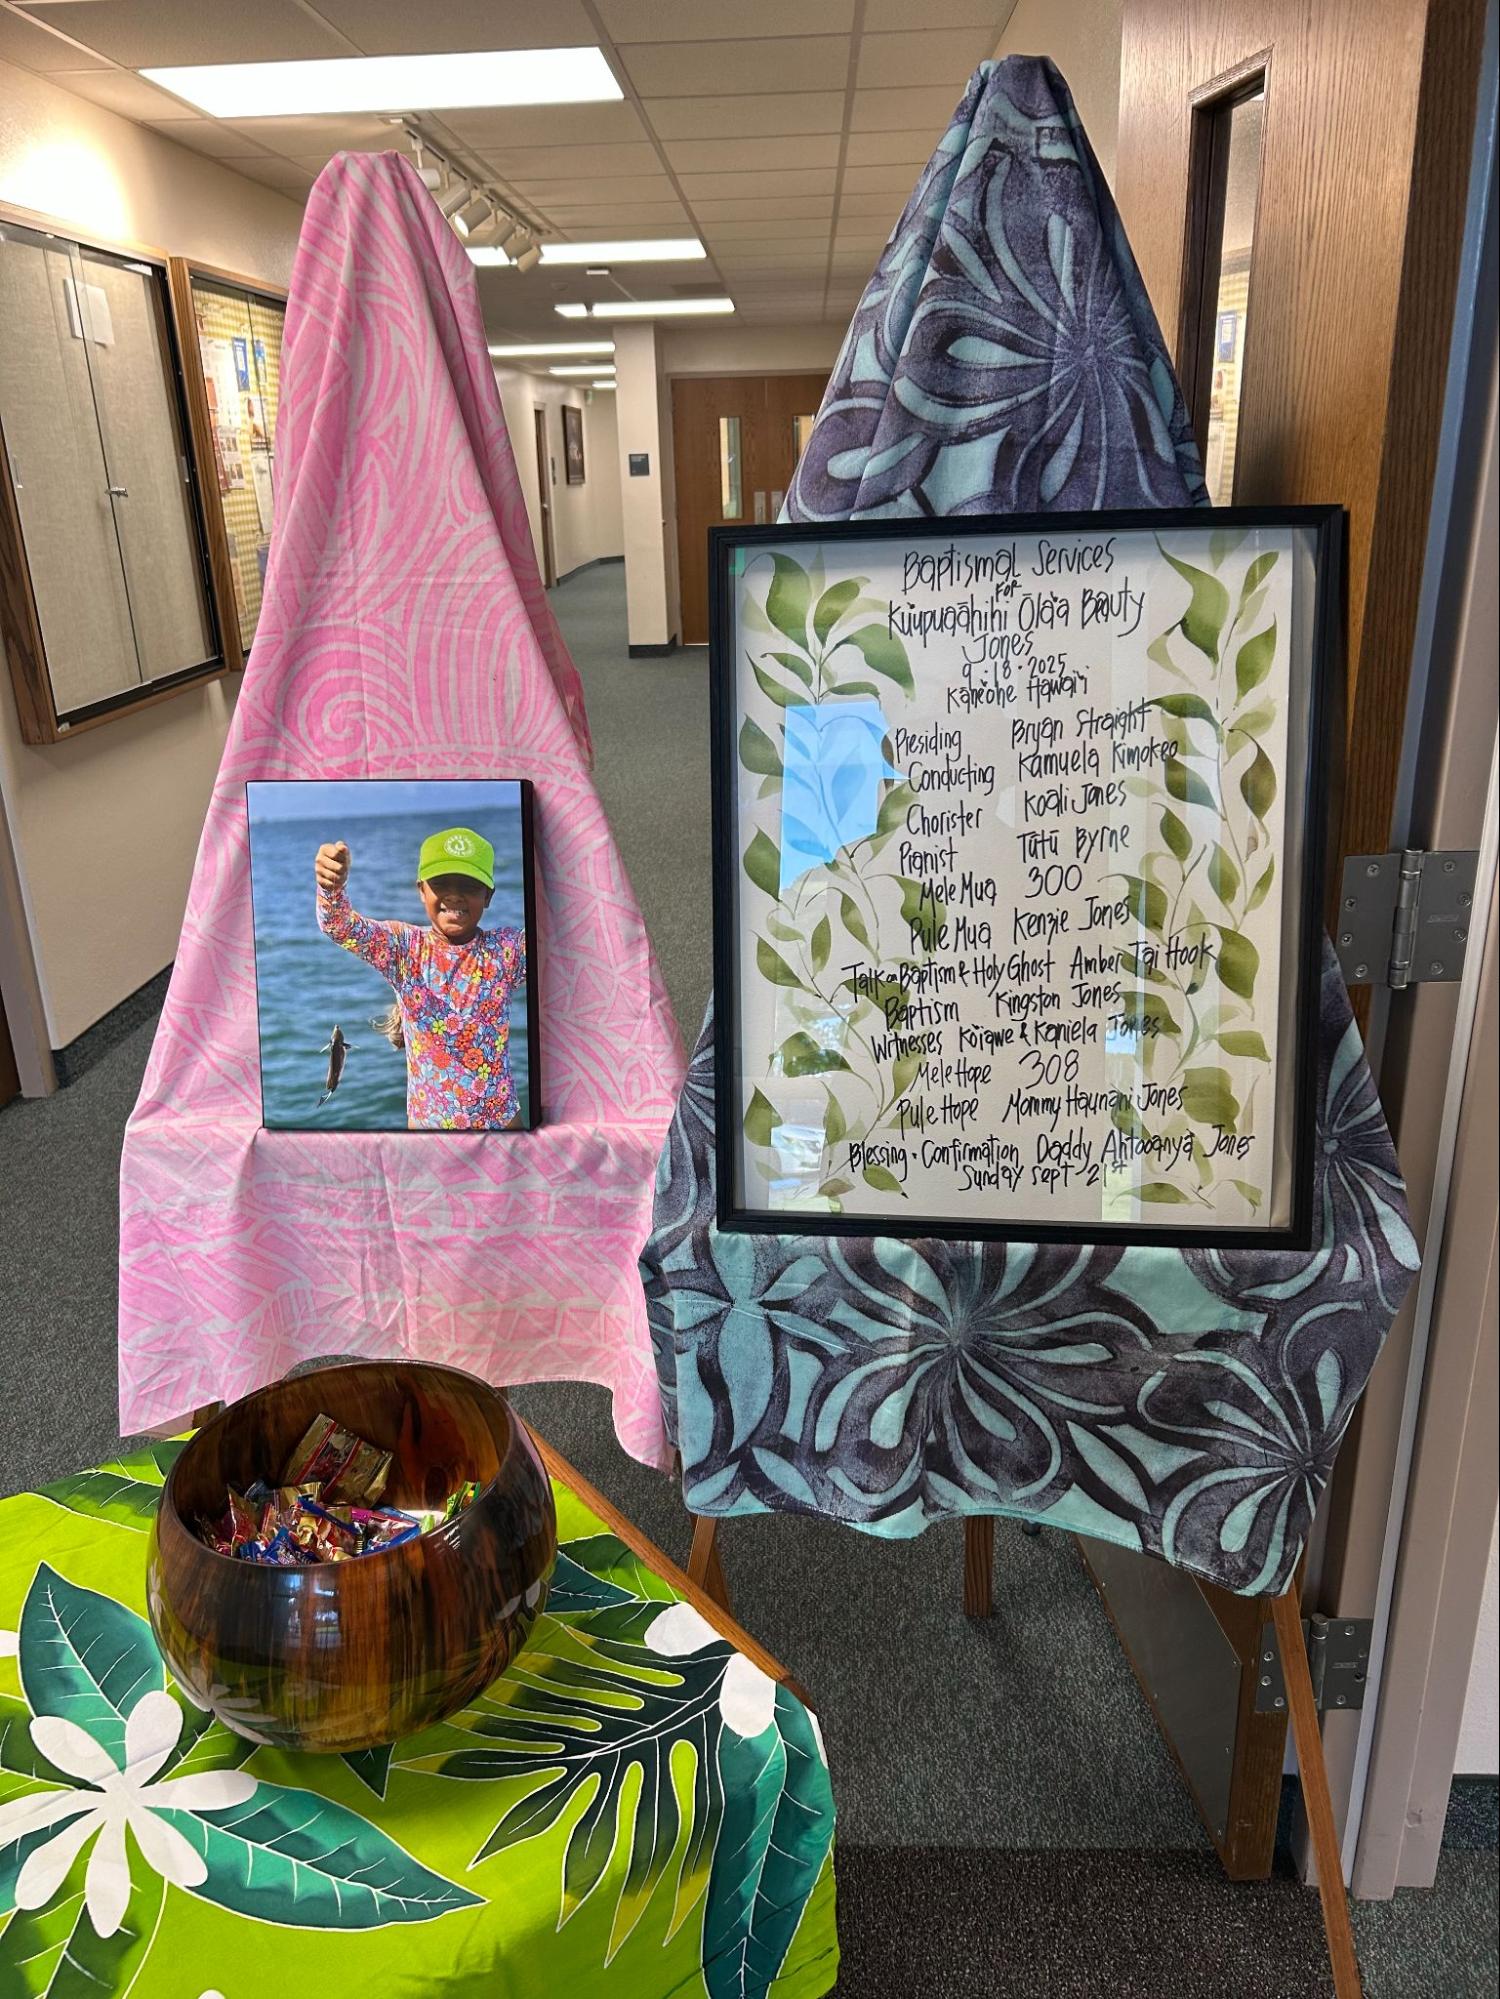 Baptismal Services
FOR
Kuupuaāhihi Ōla'a Beauty
Jones
9.18.2025
Kāne'ohe Hawai'i
Presiding Bryan Straight
Conducting Kamuela Kimokeo
Chorister Koali Jones
Pianist Tūtū Byrne
Mele Mua 300
Pule Mua Kenzie Jones
Talk on Baptism & Holy Ghost Amber Tai Hook
Baptism Kingston Jones
Witnesses Koiawe & Kaniela Jones
Mele Hope 308
Pule Hope Mommy Haynani Jones
Blessing · Confirmation Daddy Ahtooanya Jones
Sunday Sept 21st